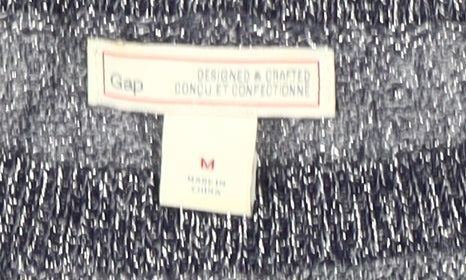 Gap
DESIGNED & CRAFTED
CONÇU ET CONFECTIONNÉ
M
MADE IN
CHINA